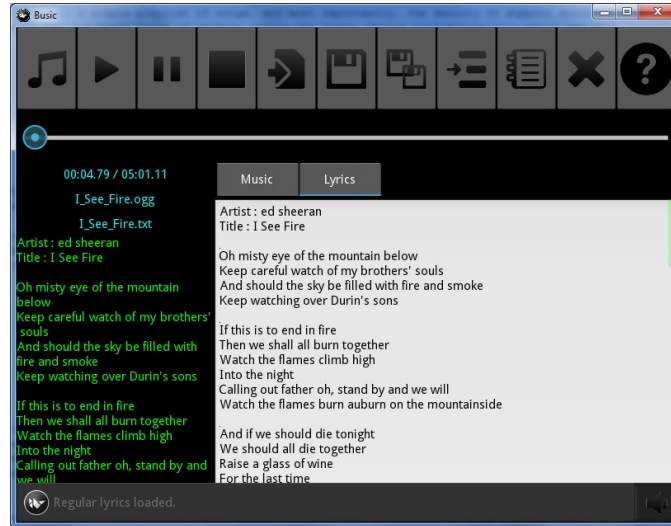 Busic
00:04.79 / 05:01.11
I_See_Fire.ogg
I_See_Fire.txt
Artist : ed sheeran
Title : I See Fire
Oh misty eye of the mountain
below
Keep careful watch of my brothers'
souls
And should the sky be filled with
fire and smoke
Keep watching over Durin's sons
If this is to end in fire
Then we shall all burn together
Watch the flames climb high
Into the night
Calling out father oh, stand by and
we will
Music
Lyrics
Artist : ed sheeran
Title : I See Fire
Oh misty eye of the mountain below
Keep careful watch of my brothers' souls
And should the sky be filled with fire and smoke
Keep watching over Durin's sons
If this is to end in fire
Then we shall all burn together
Watch the flames climb high
Into the night
Calling out father oh, stand by and we will
Watch the flames burn auburn on the mountainside
And if we should die tonight
We should all die together
Raise a glass of wine
For the last time
Regular lyrics loaded.